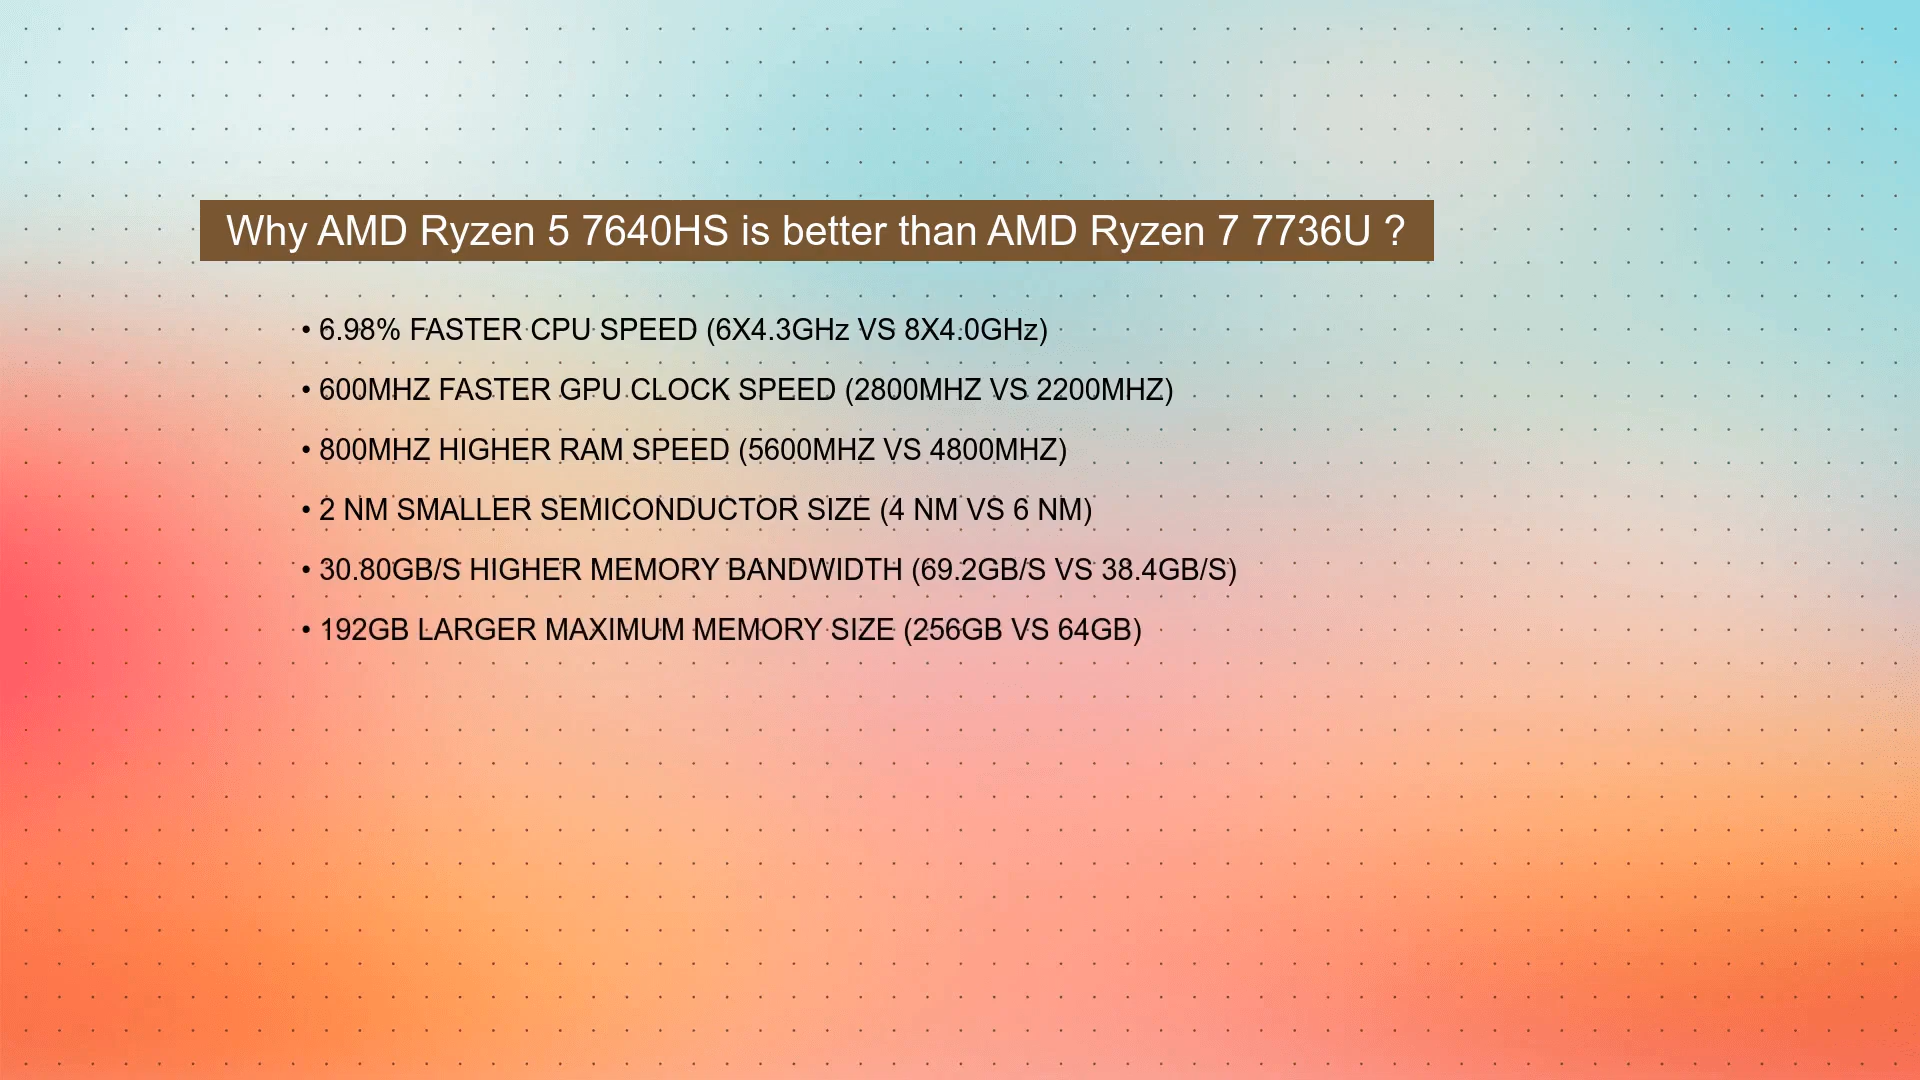 Why AMD Ryzen 5 7640HS is better than AMD Ryzen 7 7736U ?
• 6.98% FASTER CPU SPEED (6X4.3GHz VS 8X4.0GHz)
• 600MHZ FASTER GPU CLOCK SPEED (2800MHZ VS 2200MHZ)
• 800MHZ HIGHER RAM SPEED (5600MHZ VS 4800MHZ)
• 2 NM SMALLER SEMICONDUCTOR SIZE (4 NM VS 6 NM)
• 30.80GB/S HIGHER MEMORY BANDWIDTH (69.2GB/S VS 38.4GB/S)
• 192GB LARGER MAXIMUM MEMORY SIZE (256GB VS 64GB)